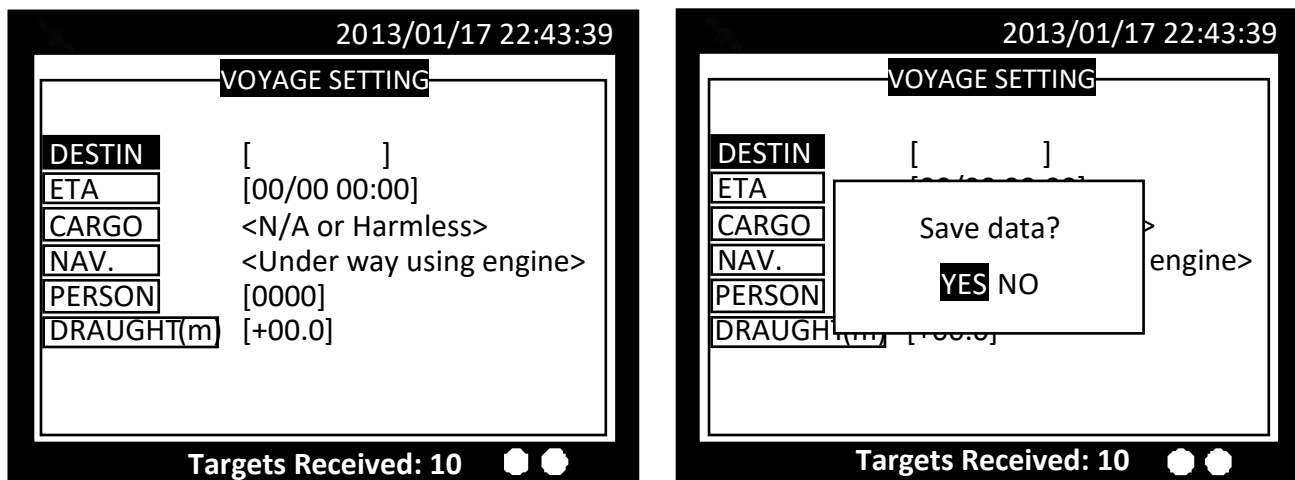 2013/01/17 22:43:39
VOYAGE SETTING
DESTIN [ ]
ETA [00/00 00:00]
CARGO <N/A or Harmless>
NAV. <Under way using engine>
PERSON [0000]
DRAUGHT(m) [+00.0]
Targets Received: 10
2013/01/17 22:43:39
VOYAGE SETTING
DESTIN [ ]
ETA
CARGO >
NAV. engine>
PERSON
Save data?
YES NO
Targets Received: 10